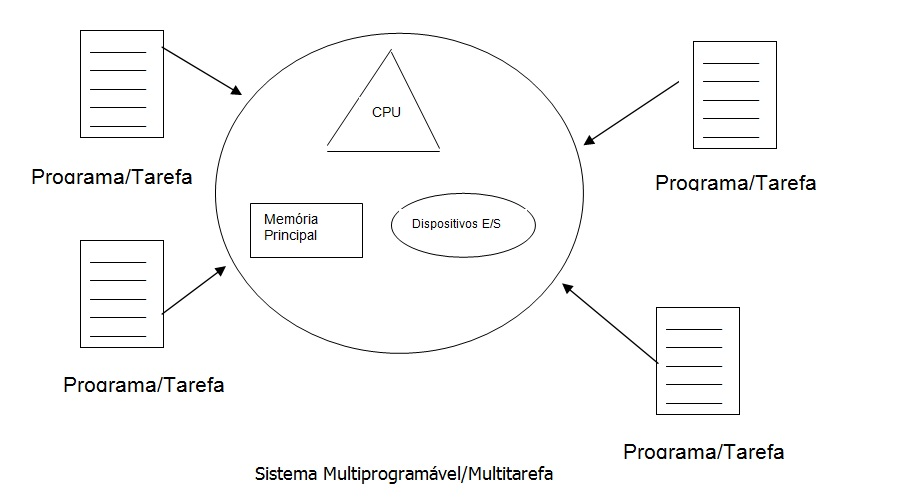 CPU
Programa/Tarefa
Programa/Tarefa
Memória
Principal
Dispositivos E/S
Programa/Tarefa
Programa/Tarefa
Sistema Multiprogramável/Multitarefa